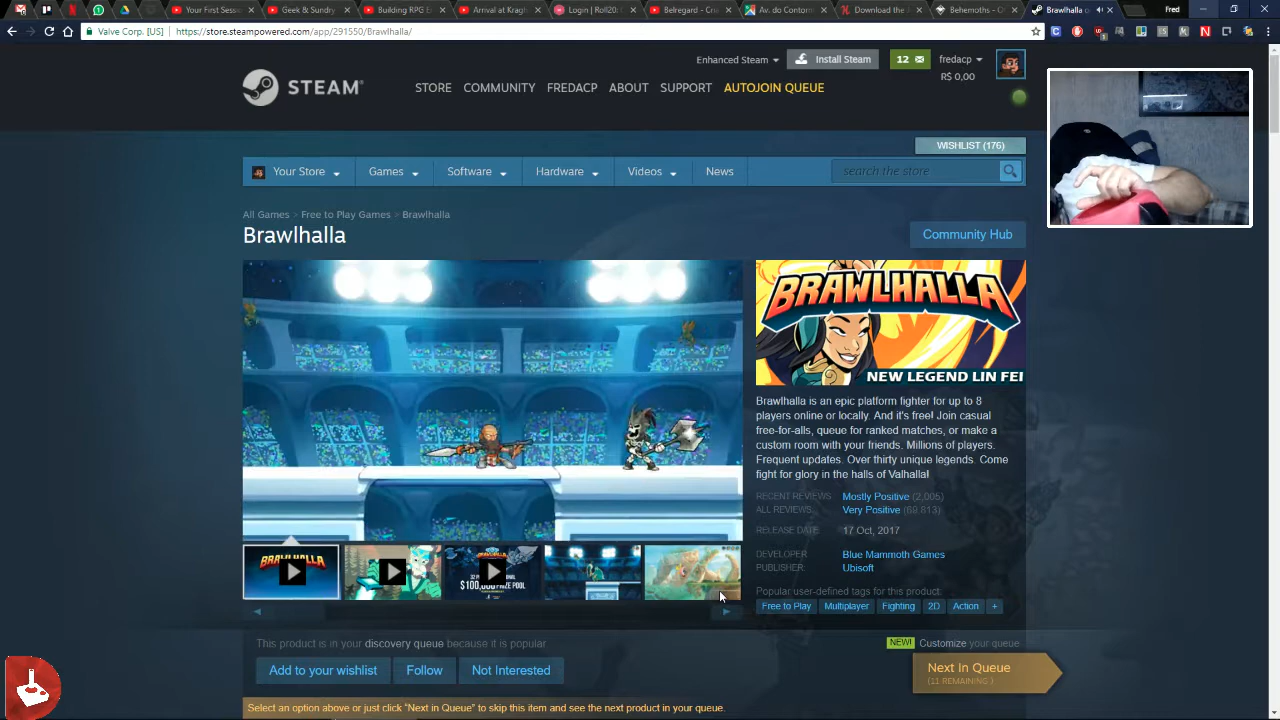 Your First Sess
Geek & Sundry
Building RPG E
Arrival at Kragh
Login | Roll20:
Belregard - Cru
Av. do Contorn
Download the A
Behemoths - Cr
Brawlhalla o
Fred
Valve Corp. [US]
https://store.steampowered.com/app/291550/Brawlhalla/
Enhanced Steam
Install Steam
12
fredacp
R$ 0,00
STEAM
STORE
COMMUNITY
FREDACP
ABOUT
SUPPORT
AUTOJOIN QUEUE
WISHLIST (176)
Your Store
Games
Software
Hardware
Videos
News
search the store
All Games > Free to Play Games > Brawlhalla
Brawlhalla
Community Hub
BRAWLHALLA
NEW LEGEND LIN FEI
Brawlhalla is an epic platform fighter for up to 8
players online or locally. And it's free! Join casual
free-for-alls, queue for ranked matches, or make a
custom room with your friends. Millions of players.
Frequent updates. Over thirty unique legends. Come
fight for glory in the halls of Valhalla!
RECENT REVIEWS: Mostly Positive (2,005)
ALL REVIEWS: Very Positive (69,813)
RELEASE DATE: 17 Oct, 2017
DEVELOPER: Blue Mammoth Games
PUBLISHER: Ubisoft
Popular user-defined tags for this product:
Free to Play
Multiplayer
Fighting
2D
Action
+
BRAWLHALLA
$100,000 PRIZE POOL
This product is in your discovery queue because it is popular
NEW! Customize your queue
Add to your wishlist
Follow
Not Interested
Next In Queue
(11 REMAINING )
Select an option above or just click "Next in Queue" to skip this item and see the next product in your queue.